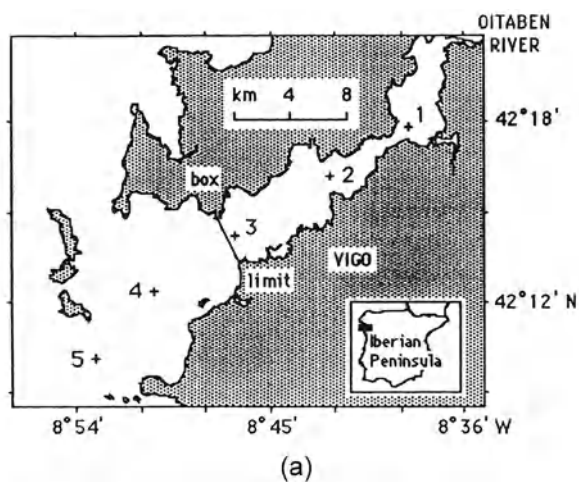 OITABEN
RIVER
km 4 8
1
42°18'
2
box
3
limit
VIGO
4
42°12' N
Iberian
Peninsula
5
8°54'
8°45'
8°36' W
(a)